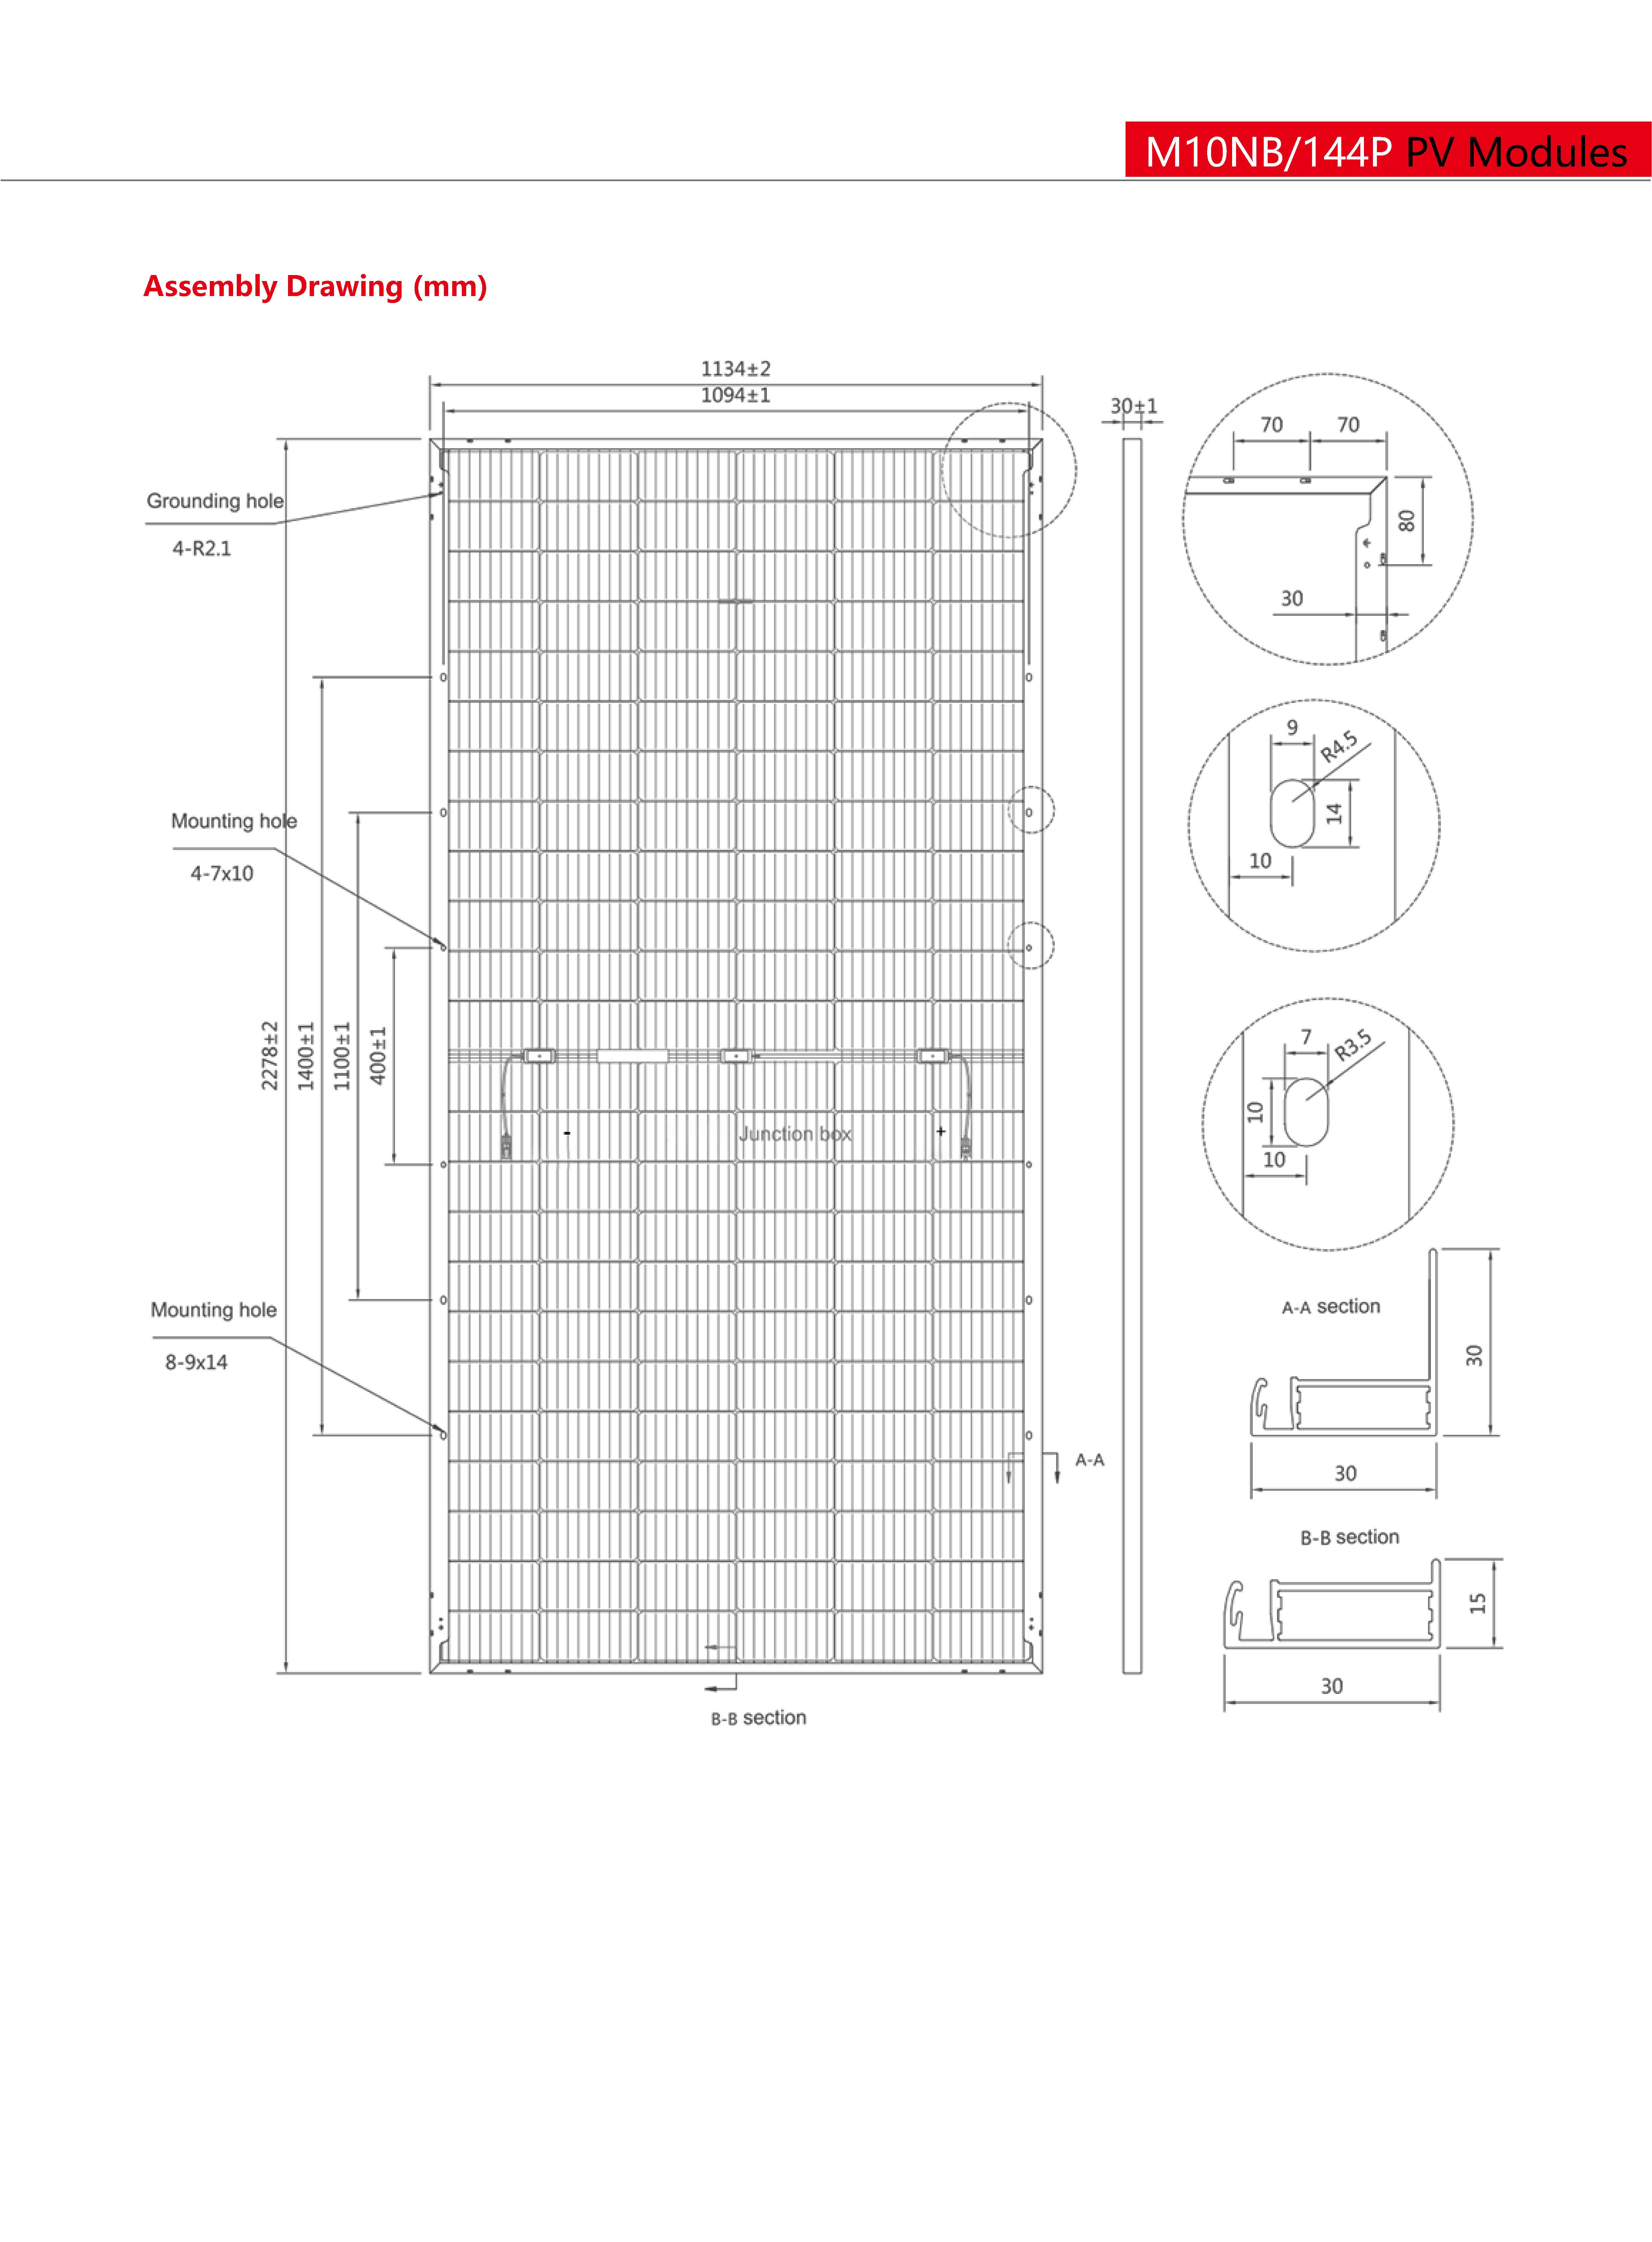 M10NB/144P PV Modules
Assembly Drawing (mm)
1134±2
1094±1
30±1
70 70
80
30
Grounding hole
4-R2.1
9
R4.5
14
10
Mounting hole
4-7x10
2278±2
1400±1
1100±1
400±1
7
R3.5
10
10
- Junction box +
Mounting hole
8-9x14
A-A section
30
30
A-A
B-B section
15
30
B-B section